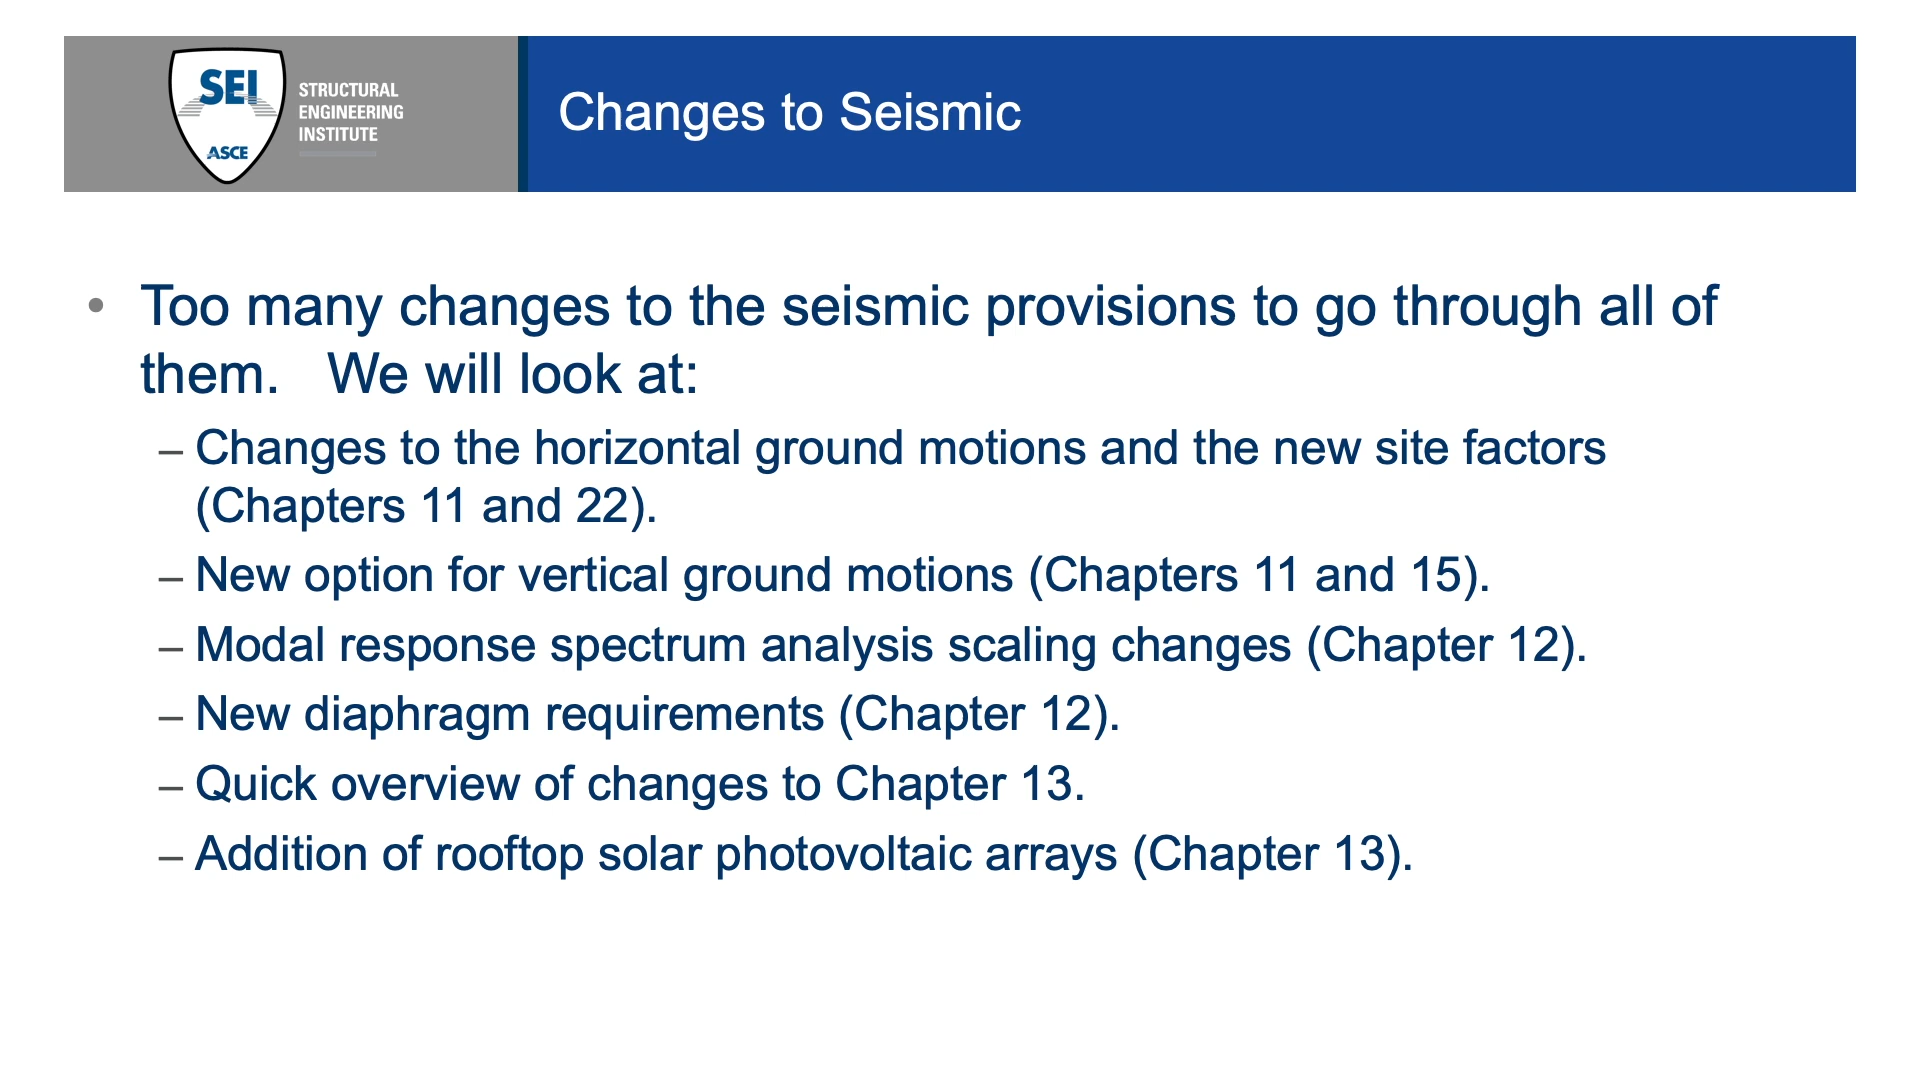 SEI
ASCE
STRUCTURAL
ENGINEERING
INSTITUTE
Changes to Seismic
• Too many changes to the seismic provisions to go through all of
them.   We will look at:
– Changes to the horizontal ground motions and the new site factors
(Chapters 11 and 22).
– New option for vertical ground motions (Chapters 11 and 15).
– Modal response spectrum analysis scaling changes (Chapter 12).
– New diaphragm requirements (Chapter 12).
– Quick overview of changes to Chapter 13.
– Addition of rooftop solar photovoltaic arrays (Chapter 13).